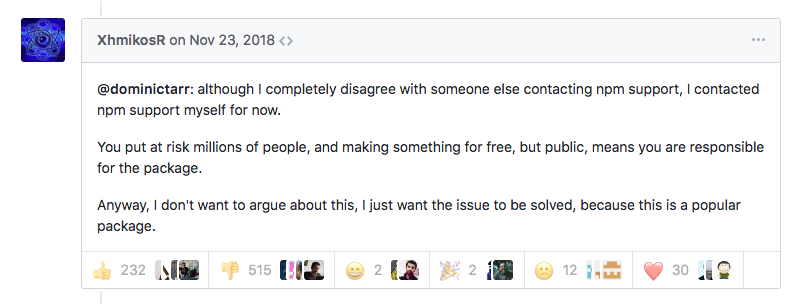 XhmikosR on Nov 23, 2018 <> ...
@dominictarr: although I completely disagree with someone else contacting npm support, I contacted
npm support myself for now.
You put at risk millions of people, and making something for free, but public, means you are responsible
for the package.
Anyway, I don't want to argue about this, I just want the issue to be solved, because this is a popular
package.
👍 232 👎 515 😄 2 🎉 2 😕 12 ❤️ 30